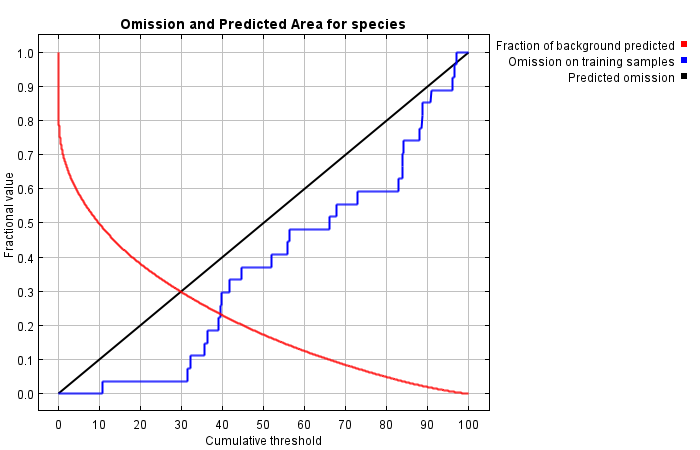 Omission and Predicted Area for species
Fraction of background predicted
Omission on training samples
Predicted omission
1.0
0.9
0.8
0.7
0.6
0.5
0.4
0.3
0.2
0.1
0.0
Fractional value
0 10 20 30 40 50 60 70 80 90 100
Cumulative threshold